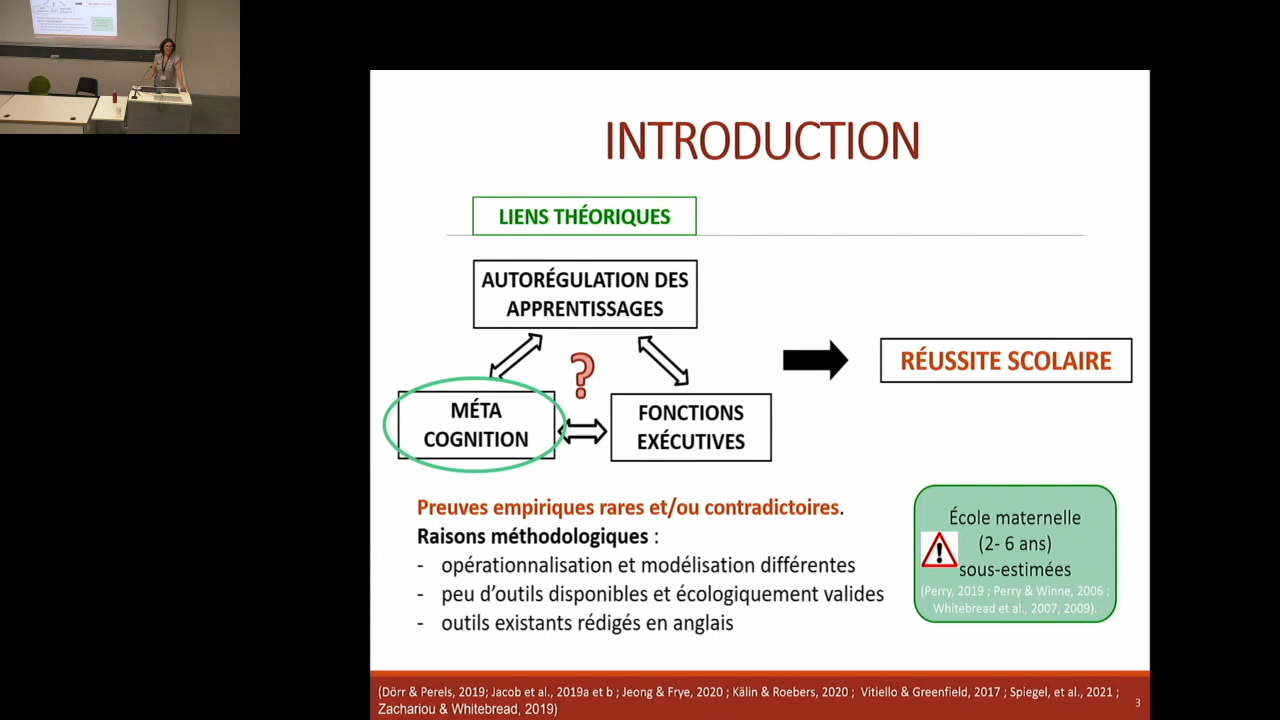 INTRODUCTION
LIENS THÉORIQUES
AUTORÉGULATION DES
APPRENTISSAGES
?
RÉUSSITE SCOLAIRE
MÉTA
COGNITION
FONCTIONS
EXÉCUTIVES
Preuves empiriques rares et/ou contradictoires.
Raisons méthodologiques :
- opérationnalisation et modélisation différentes
- peu d'outils disponibles et écologiquement valides
- outils existants rédigés en anglais
École maternelle
(2- 6 ans)
!
sous-estimées
(Perry, 2019 ; Perry & Winne, 2006 ;
Whitebread et al., 2007, 2009).
(Dörr & Perels, 2019; Jacob et al., 2019a et b ; Jeong & Frye, 2020 ; Kälin & Roebers, 2020 ; Vitiello & Greenfield, 2017 ; Spiegel, et al., 2021 ;
Zachariou & Whitebread, 2019)
3